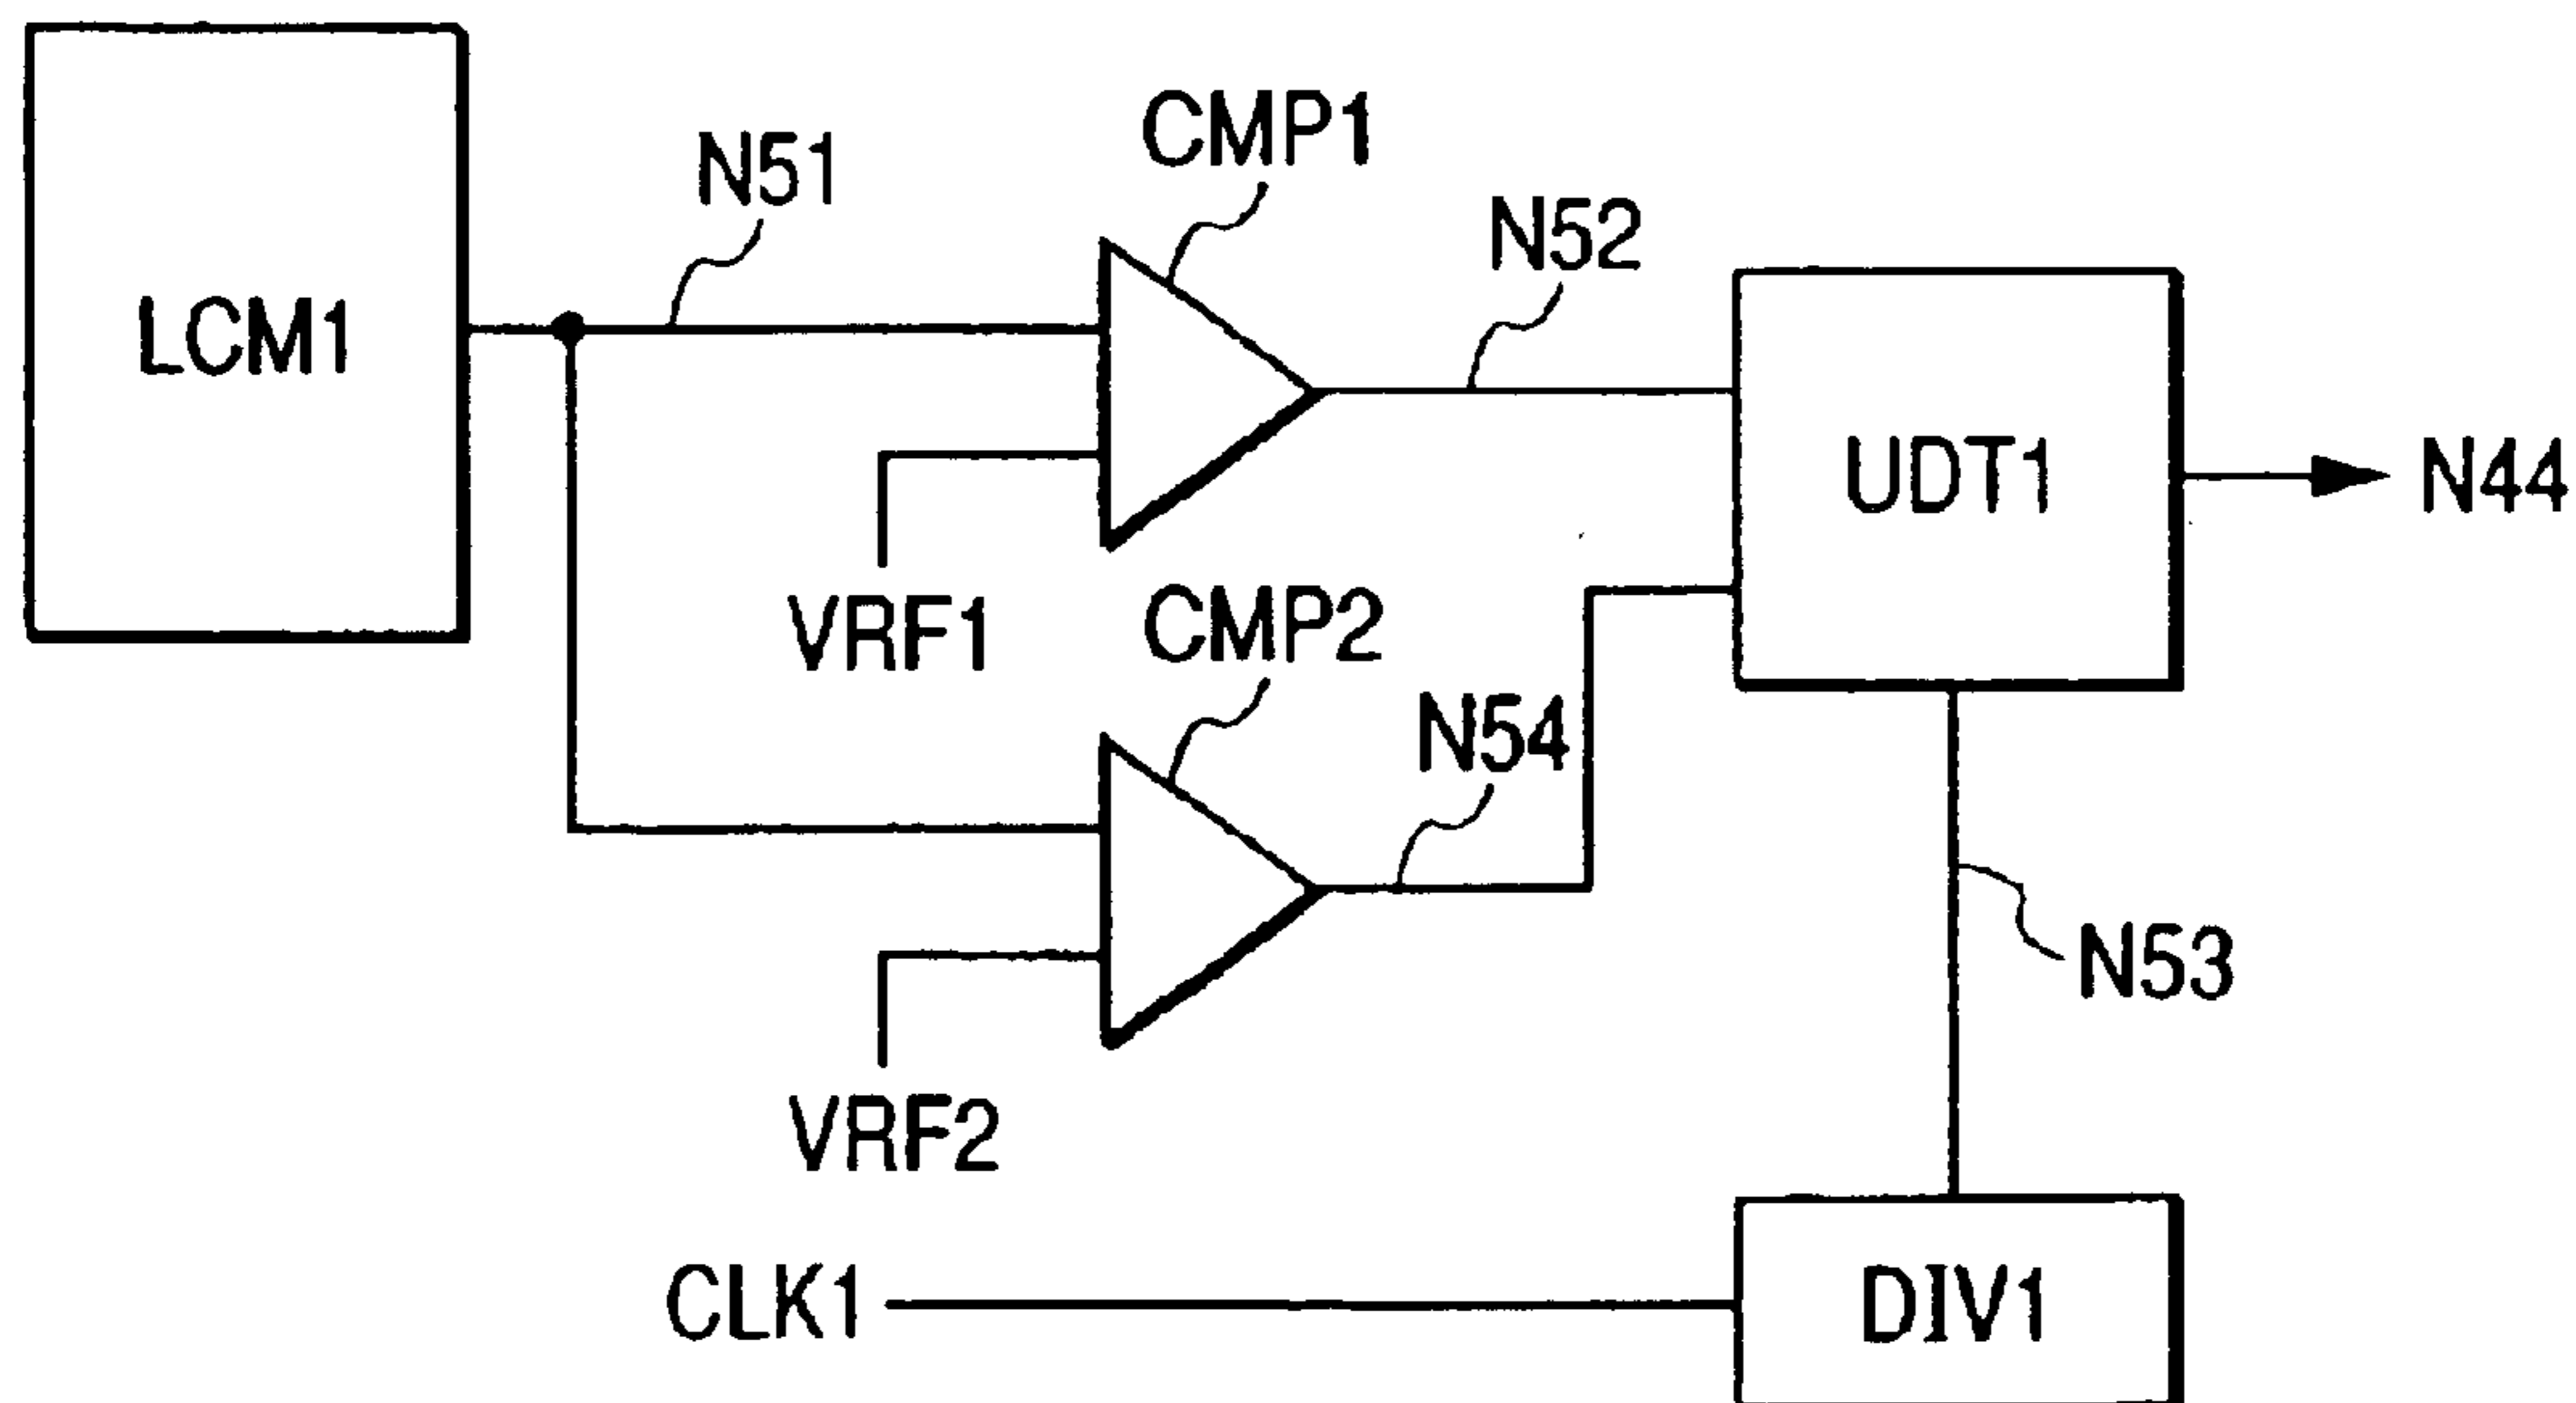 CMP1
N51
N52
LCM1
UDT1
N44
VRF1
CMP2
N54
N53
VRF2
CLK1
DIV1